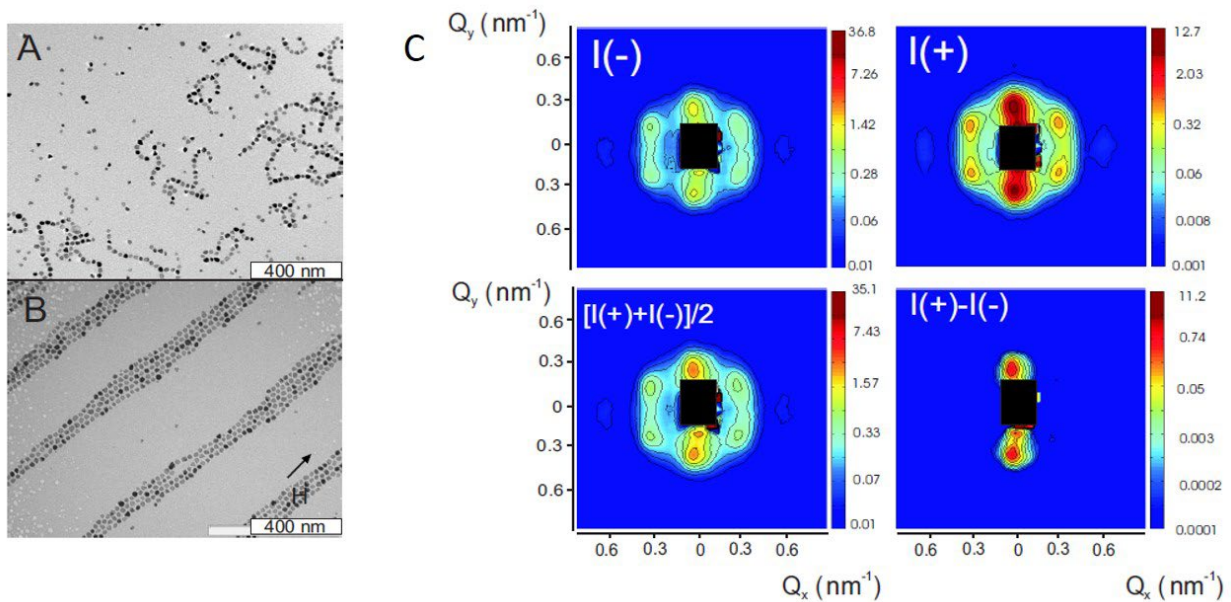 A
400 nm
B
H
400 nm
C
Q_y (nm⁻¹)
I(-)
0.6
0.3
0
0.3
0.6
36.8
7.26
1.42
0.28
0.06
0.01
I(+)
12.7
2.03
0.32
0.06
0.008
0.001
Q_y (nm⁻¹)
[I(+)+I(-)]/2
0.6
0.3
0
0.3
0.6
35.1
7.43
1.57
0.33
0.07
0.01
0.6 0.3 0 0.3 0.6
Q_x (nm⁻¹)
I(+)-I(-)
11.2
0.74
0.05
0.003
0.0002
0.0001
0.6 0.3 0 0.3 0.6
Q_x (nm⁻¹)